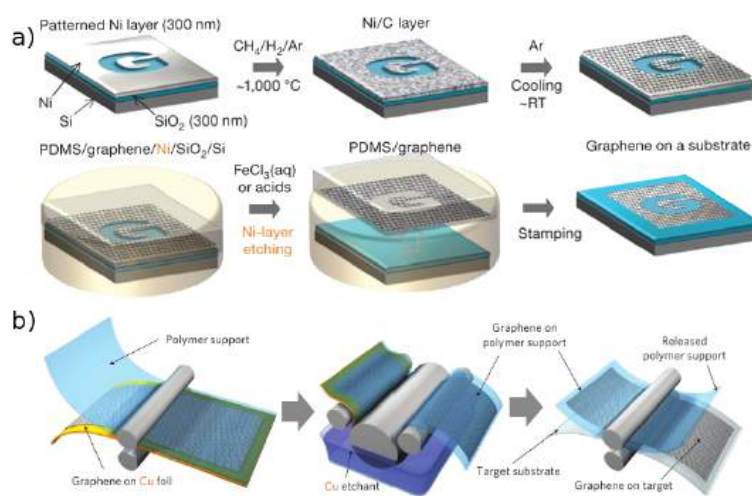 a)
Patterned Ni layer (300 nm)
CH₄/H₂/Ar
~1,000 °C
Ni/C layer
Ar
Cooling
~RT
Ni
Si
SiO₂ (300 nm)
PDMS/graphene/Ni/SiO₂/Si
FeCl₃(aq)
or acids
Ni-layer
etching
PDMS/graphene
Stamping
Graphene on a substrate
b)
Polymer support
Graphene on Cu foil
Graphene on
polymer support
Cu etchant
Released
polymer support
Target substrate
Graphene on target